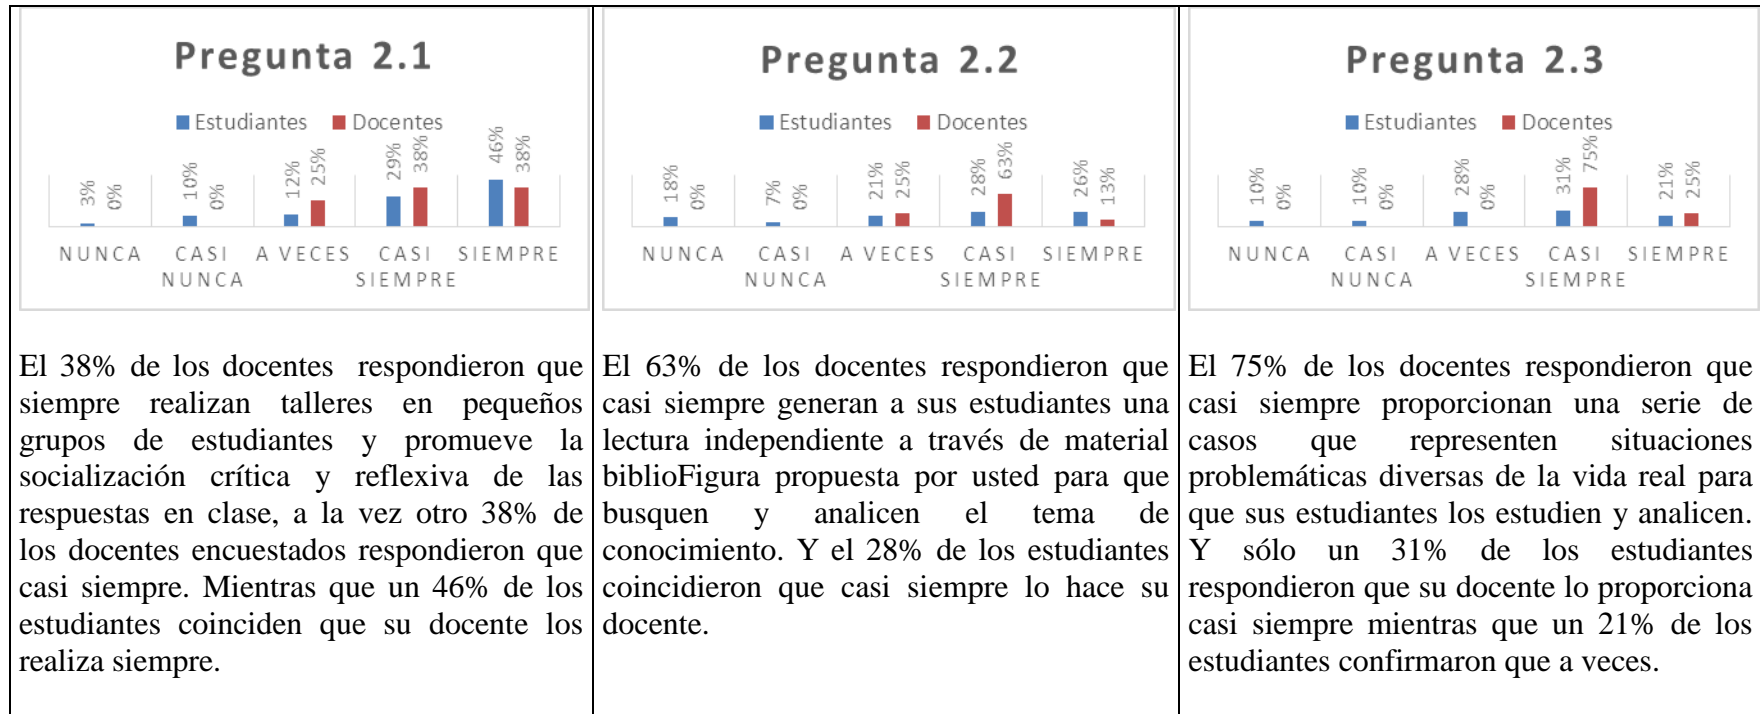 Pregunta 2.1
Estudiantes Docentes
3% 0% 10% 0% 12% 25% 29% 38% 46% 38%
NUNCA CASI NUNCA A VECES CASI SIEMPRE SIEMPRE
El 38% de los docentes respondieron que
siempre realizan talleres en pequeños
grupos de estudiantes y promueve la
socialización crítica y reflexiva de las
respuestas en clase, a la vez otro 38% de
los docentes encuestados respondieron que
casi siempre. Mientras que un 46% de los
estudiantes coinciden que su docente los
realiza siempre.
Pregunta 2.2
Estudiantes Docentes
18% 0% 7% 0% 21% 25% 28% 63% 26% 13%
NUNCA CASI NUNCA A VECES CASI SIEMPRE SIEMPRE
El 63% de los docentes respondieron que
casi siempre generan a sus estudiantes una
lectura independiente a través de material
biblioFigura propuesta por usted para que
busquen y analicen el tema de
conocimiento. Y el 28% de los estudiantes
coincidieron que casi siempre lo hace su
docente.
Pregunta 2.3
Estudiantes Docentes
10% 0% 10% 0% 28% 0% 31% 75% 21% 25%
NUNCA CASI NUNCA A VECES CASI SIEMPRE SIEMPRE
El 75% de los docentes respondieron que
casi siempre proporcionan una serie de
casos que representen situaciones
problemáticas diversas de la vida real para
que sus estudiantes los estudien y analicen.
Y sólo un 31% de los estudiantes
respondieron que su docente lo proporciona
casi siempre mientras que un 21% de los
estudiantes confirmaron que a veces.